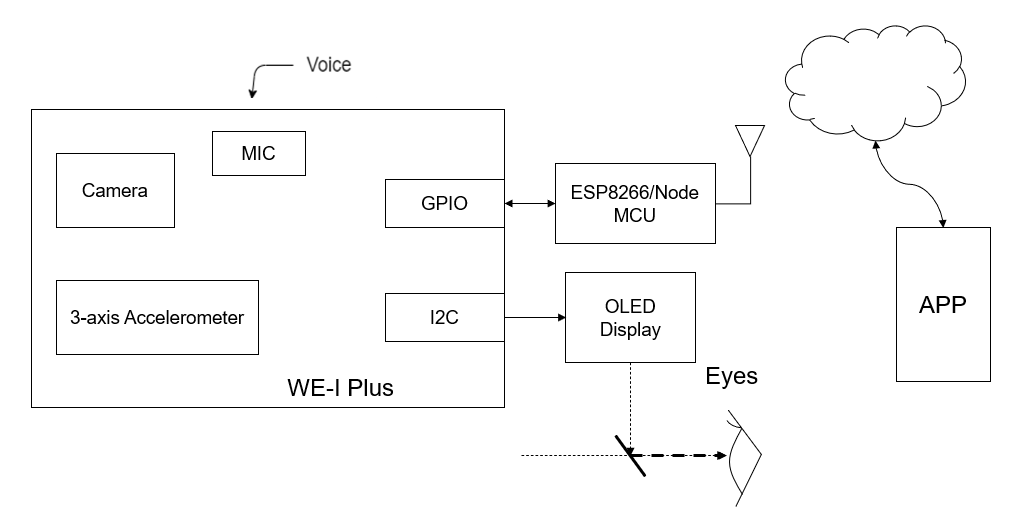 Voice
MIC
Camera
GPIO
ESP8266/Node
MCU
3-axis Accelerometer
I2C
OLED
Display
APP
WE-I Plus
Eyes